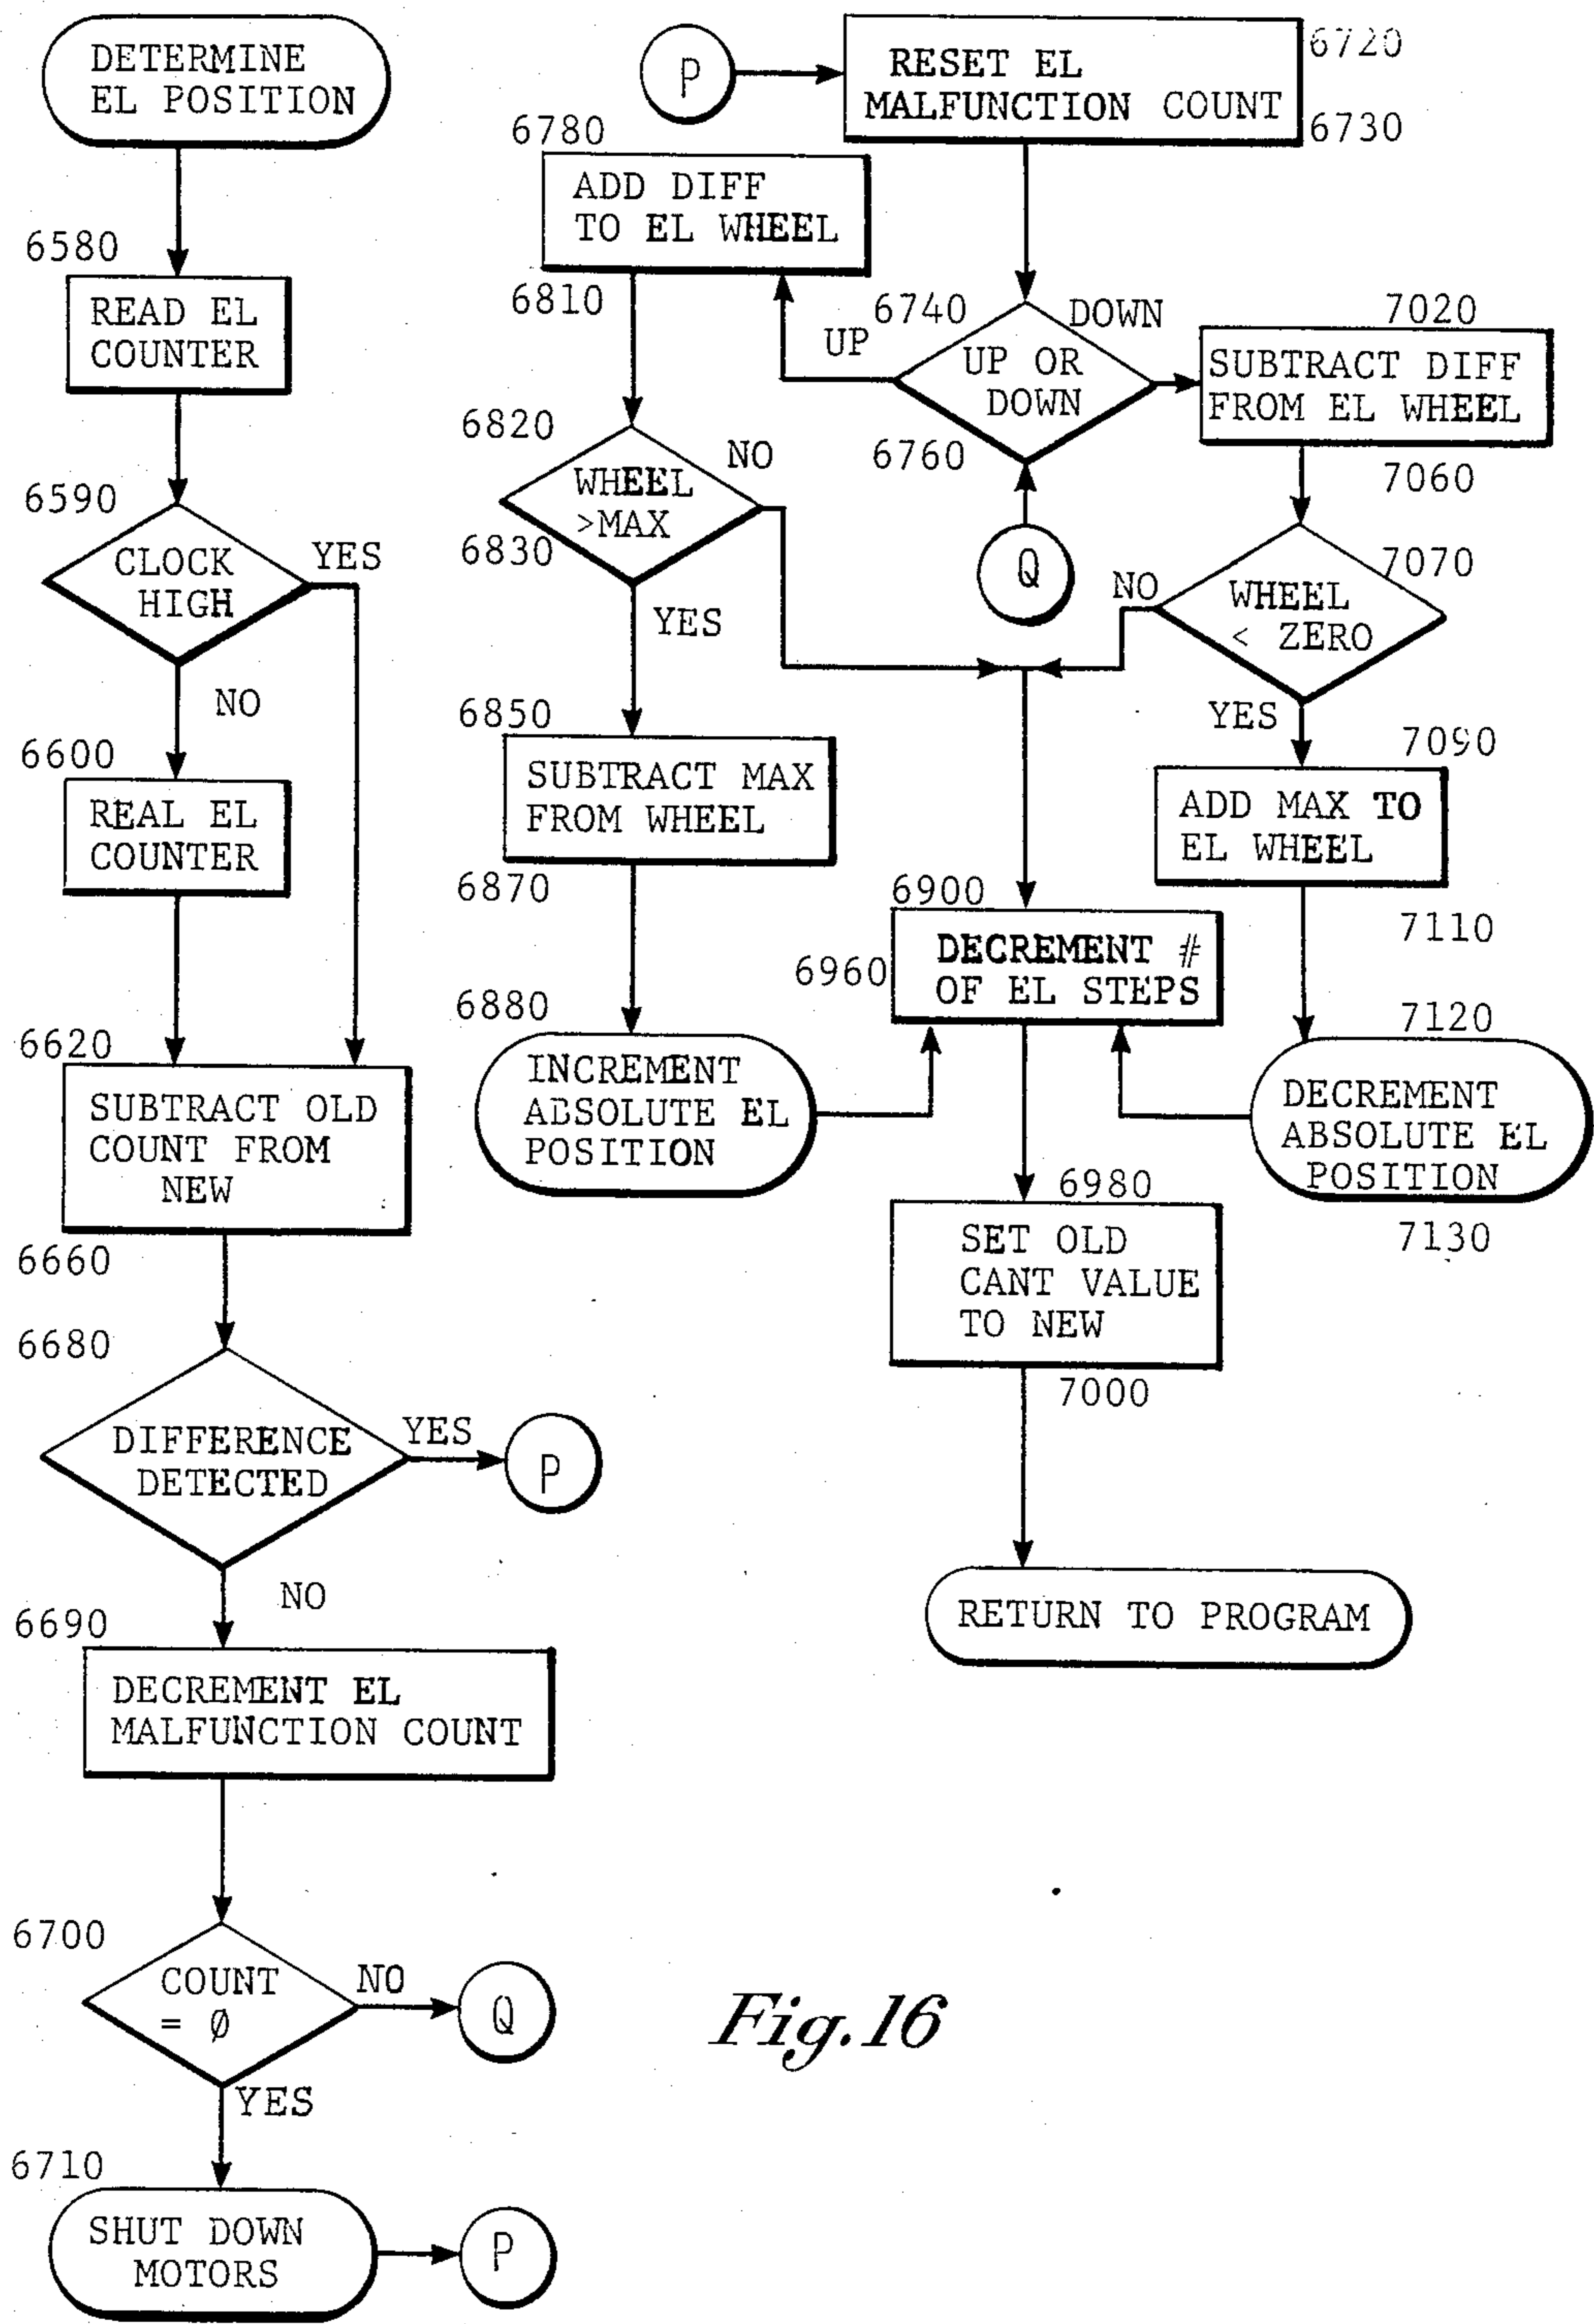 DETERMINE
EL POSITION
6580
READ EL
COUNTER
6590
CLOCK
HIGH
YES
NO
6600
REAL EL
COUNTER
6620
SUBTRACT OLD
COUNT FROM
NEW
6660
6680
DIFFERENCE
DETECTED
YES
P
NO
6690
DECREMENT EL
MALFUNCTION COUNT
6700
COUNT
= Ø
NO
Q
YES
6710
SHUT DOWN
MOTORS
P
P
RESET EL
MALFUNCTION COUNT
6720
6730
6780
ADD DIFF
TO EL WHEEL
6810
UP
6740
UP OR
DOWN
DOWN
6760
Q
7020
SUBTRACT DIFF
FROM EL WHEEL
7060
6820
WHEEL
>MAX
NO
6830
YES
7070
WHEEL
< ZERO
NO
YES
6850
SUBTRACT MAX
FROM WHEEL
6870
7090
ADD MAX TO
EL WHEEL
7110
6900
DECREMENT #
OF EL STEPS
6960
6880
INCREMENT
ABSOLUTE EL
POSITION
7120
DECREMENT
ABSOLUTE EL
POSITION
7130
6980
SET OLD
CANT VALUE
TO NEW
7000
RETURN TO PROGRAM
Fig. 16